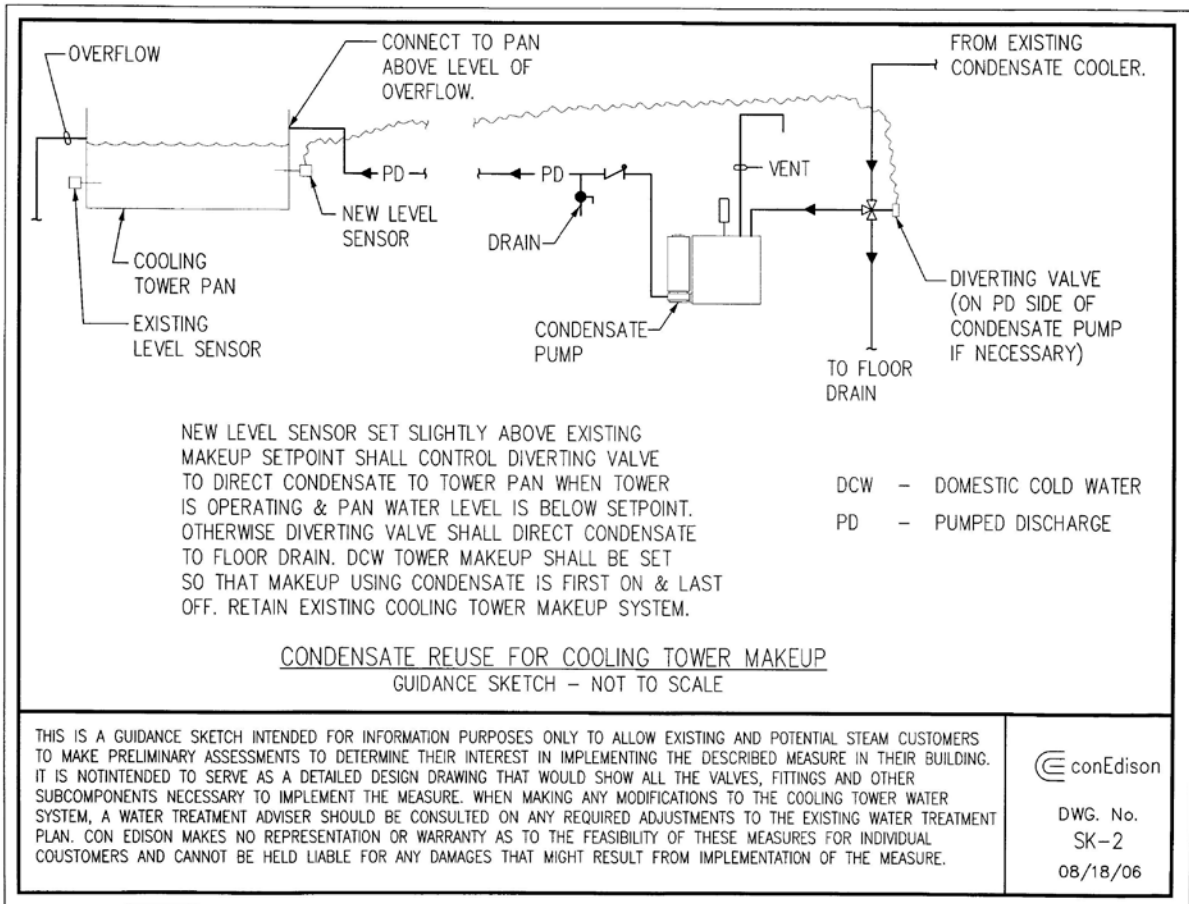 OVERFLOW
CONNECT TO PAN
ABOVE LEVEL OF
OVERFLOW.
FROM EXISTING
CONDENSATE COOLER.
PD
PD
VENT
NEW LEVEL
SENSOR
DRAIN
COOLING
TOWER PAN
EXISTING
LEVEL SENSOR
CONDENSATE
PUMP
DIVERTING VALVE
(ON PD SIDE OF
CONDENSATE PUMP
IF NECESSARY)
TO FLOOR
DRAIN
NEW LEVEL SENSOR SET SLIGHTLY ABOVE EXISTING
MAKEUP SETPOINT SHALL CONTROL DIVERTING VALVE
TO DIRECT CONDENSATE TO TOWER PAN WHEN TOWER
IS OPERATING & PAN WATER LEVEL IS BELOW SETPOINT.
OTHERWISE DIVERTING VALVE SHALL DIRECT CONDENSATE
TO FLOOR DRAIN. DCW TOWER MAKEUP SHALL BE SET
SO THAT MAKEUP USING CONDENSATE IS FIRST ON & LAST
OFF. RETAIN EXISTING COOLING TOWER MAKEUP SYSTEM.
DCW – DOMESTIC COLD WATER
PD – PUMPED DISCHARGE
CONDENSATE REUSE FOR COOLING TOWER MAKEUP
GUIDANCE SKETCH – NOT TO SCALE
THIS IS A GUIDANCE SKETCH INTENDED FOR INFORMATION PURPOSES ONLY TO ALLOW EXISTING AND POTENTIAL STEAM CUSTOMERS
TO MAKE PRELIMINARY ASSESSMENTS TO DETERMINE THEIR INTEREST IN IMPLEMENTING THE DESCRIBED MEASURE IN THEIR BUILDING.
IT IS NOTINTENDED TO SERVE AS A DETAILED DESIGN DRAWING THAT WOULD SHOW ALL THE VALVES, FITTINGS AND OTHER
SUBCOMPONENTS NECESSARY TO IMPLEMENT THE MEASURE. WHEN MAKING ANY MODIFICATIONS TO THE COOLING TOWER WATER
SYSTEM, A WATER TREATMENT ADVISER SHOULD BE CONSULTED ON ANY REQUIRED ADJUSTMENTS TO THE EXISTING WATER TREATMENT
PLAN. CON EDISON MAKES NO REPRESENTATION OR WARRANTY AS TO THE FEASIBILITY OF THESE MEASURES FOR INDIVIDUAL
COUSTOMERS AND CANNOT BE HELD LIABLE FOR ANY DAMAGES THAT MIGHT RESULT FROM IMPLEMENTATION OF THE MEASURE.
conEdison
DWG. No.
SK–2
08/18/06